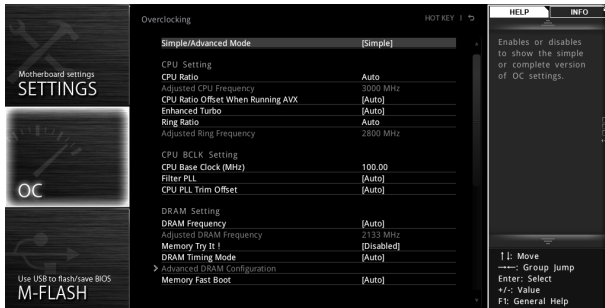 Motherboard settings
SETTINGS
OC
Use USB to flash/save BIOS
M-FLASH
Overclocking
HOT KEY
Simple/Advanced Mode [Simple]
CPU Setting
CPU Ratio Auto
Adjusted CPU Frequency 3000 MHz
CPU Ratio Offset When Running AVX [Auto]
Enhanced Turbo [Auto]
Ring Ratio Auto
Adjusted Ring Frequency 2800 MHz
CPU BCLK Setting
CPU Base Clock (MHz) 100.00
Filter PLL [Auto]
CPU PLL Trim Offset [Auto]
DRAM Setting
DRAM Frequency [Auto]
Adjusted DRAM Frequency 2133 MHz
Memory Try It ! [Disabled]
DRAM Timing Mode [Auto]
Advanced DRAM Configuration
Memory Fast Boot [Auto]
HELP INFO
Enables or disables
to show the simple
or complete version
of OC settings.
↑↓: Move
→←: Group Jump
Enter: Select
+/-: Value
F1: General Help